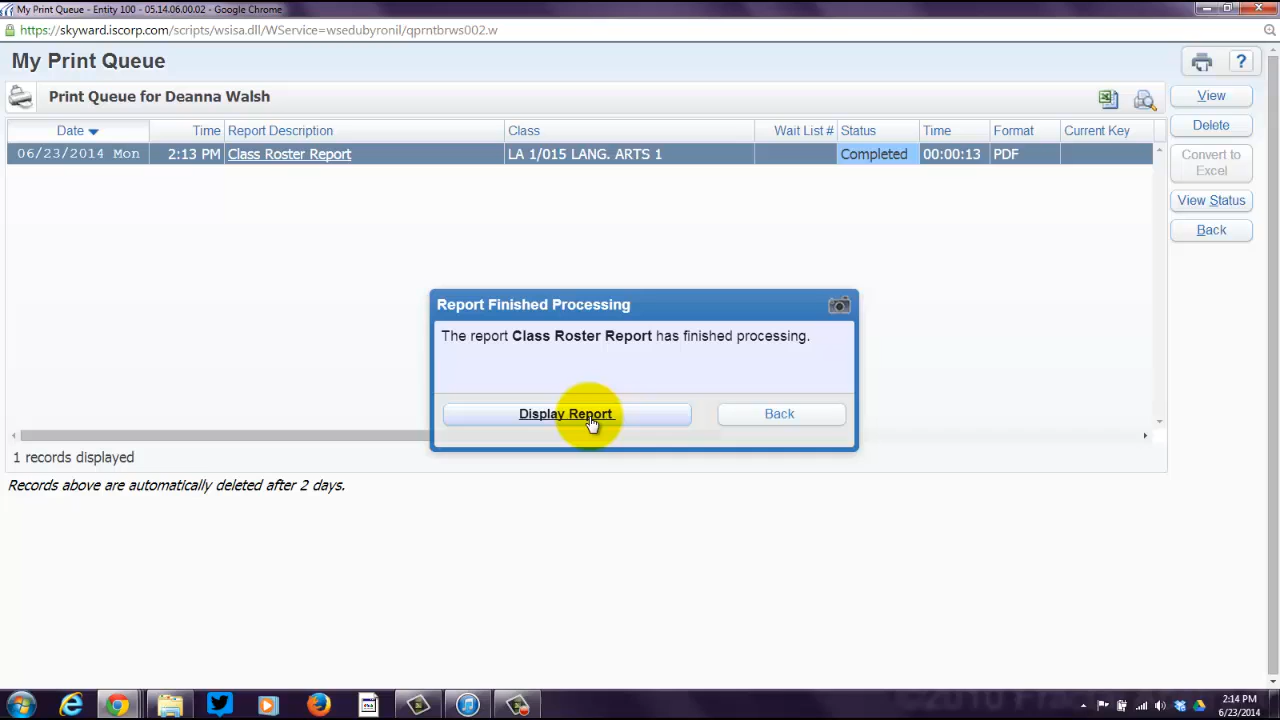 My Print Queue - Entity 100 - 05.14.06.00.02 - Google Chrome
https://skyward.iscorp.com/scripts/wsisa.dll/WService=wsedubyronil/qprntbrws002.w
My Print Queue
?
Print Queue for Deanna Walsh
View
Date Time Report Description Class Wait List # Status Time Format Current Key
Delete
06/23/2014 Mon 2:13 PM Class Roster Report LA 1/015 LANG. ARTS 1 Completed 00:00:13 PDF
Convert to
Excel
View Status
Back
Report Finished Processing
The report Class Roster Report has finished processing.
Display Report Back
1 records displayed
Records above are automatically deleted after 2 days.
2:14 PM
6/23/2014